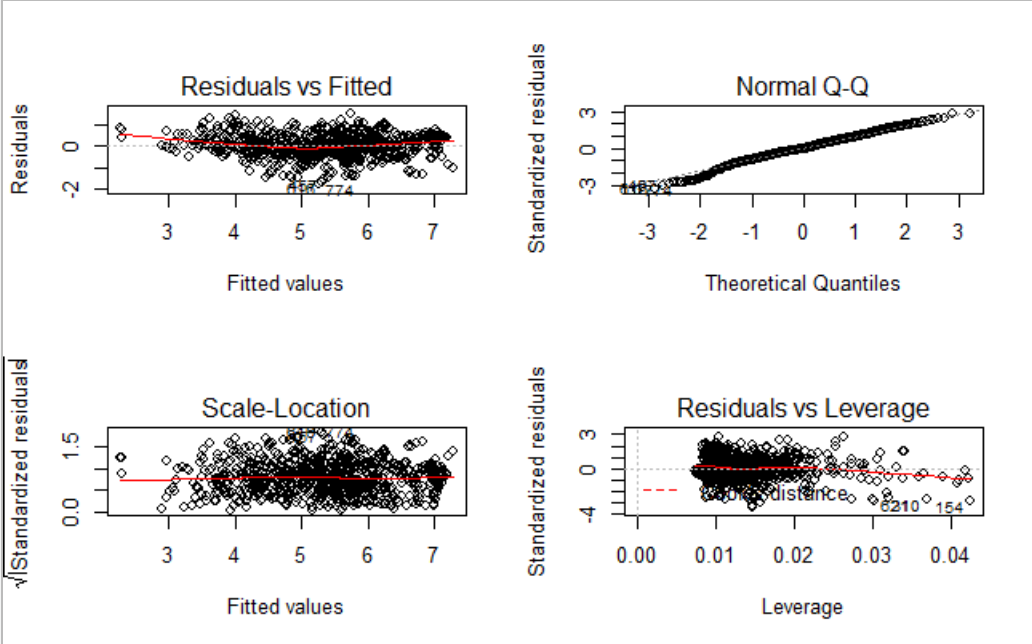 Residuals vs Fitted
Residuals
0
-2
774
3 4 5 6 7
Fitted values
Normal Q-Q
Standardized residuals
3
0
-3
-3 -2 -1 0 1 2 3
Theoretical Quantiles
Scale-Location
√|Standardized residuals|
1.5
0.0
774
3 4 5 6 7
Fitted values
Residuals vs Leverage
Standardized residuals
3
0
-4
distance
154
0.00 0.01 0.02 0.03 0.04
Leverage